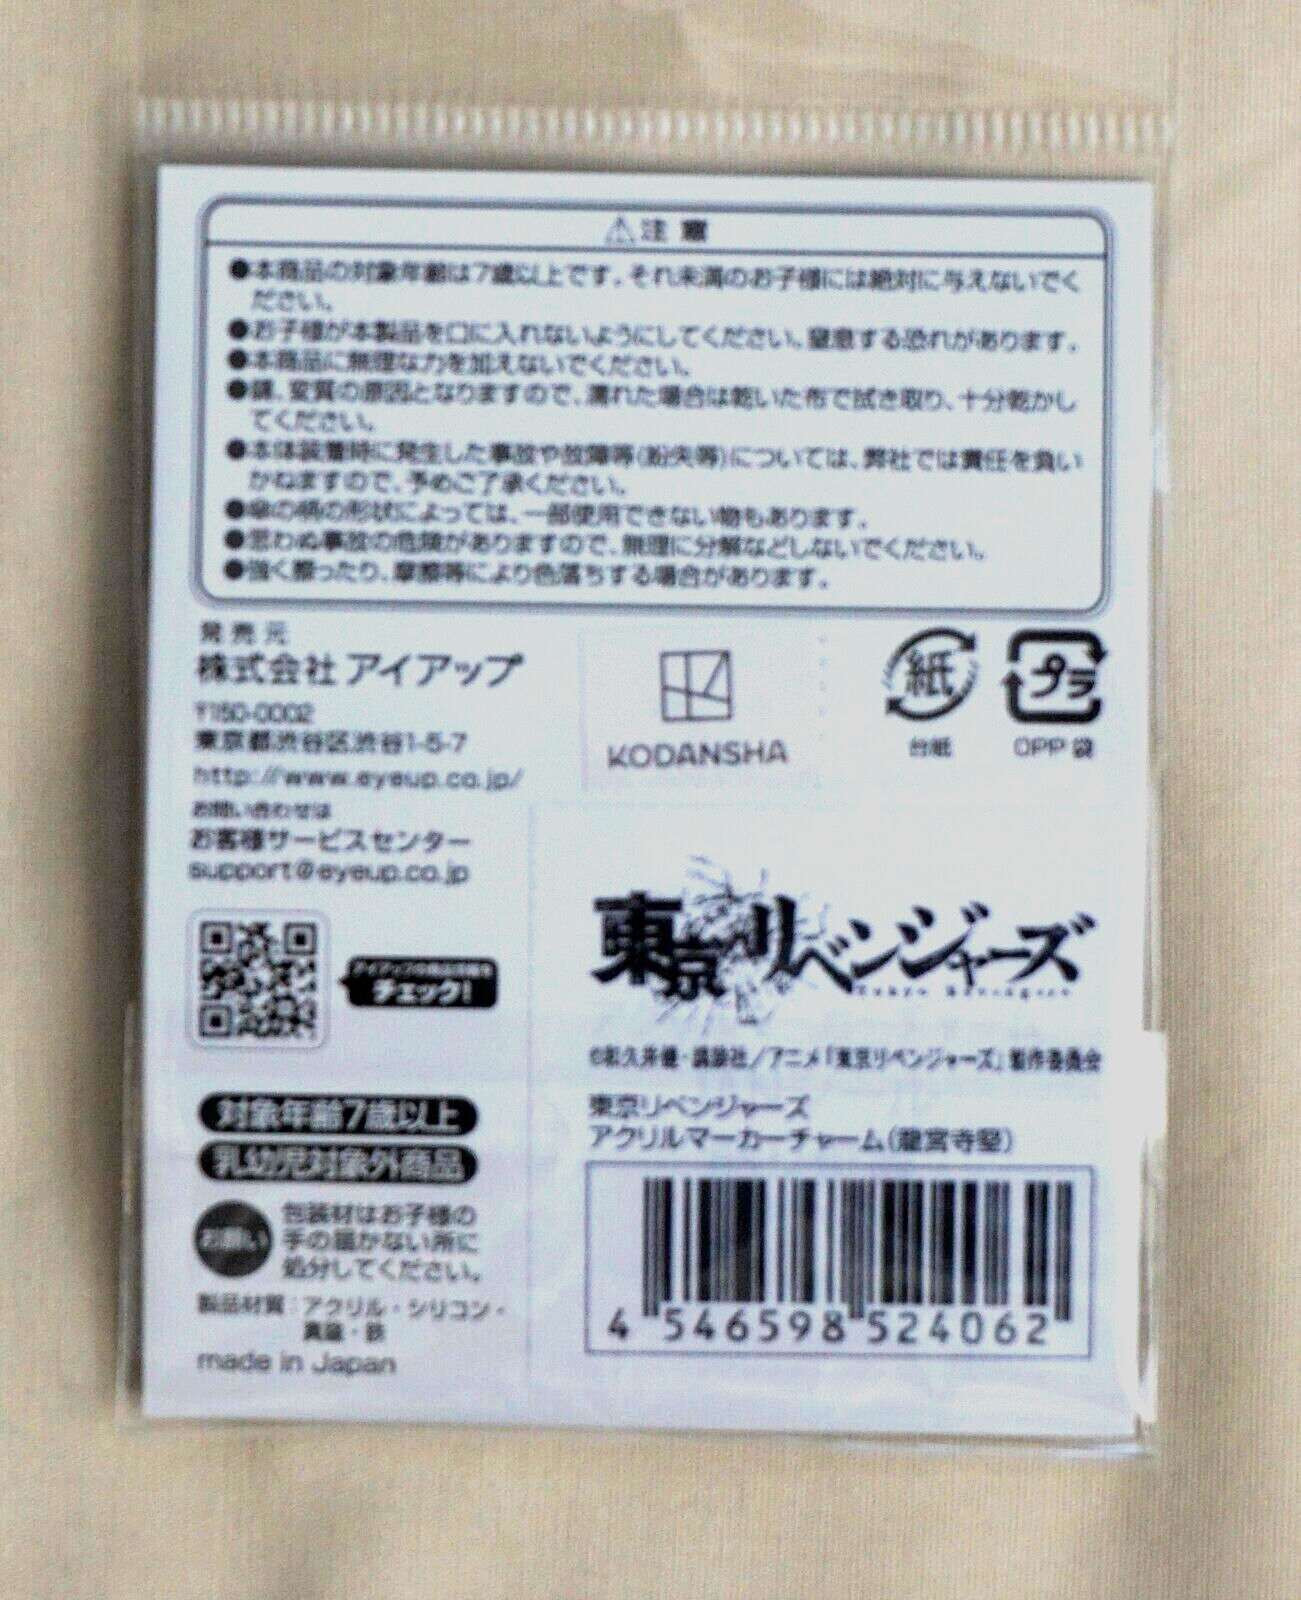 ⚠注意
●本商品の対象年齢は7歳以上です。それ未満のお子様には絶対に与えないでく
ださい。
●お子様が本製品を口に入れないようにしてください。窒息する恐れがあります。
●本商品に無理な力を加えないでください。
●錆、変質の原因となりますので、濡れた場合は乾いた布で拭き取り、十分乾かし
てください。
●本体装着時に発生した事故や故障等(紛失等)については、弊社では責任を負い
かねますので、予めご了承ください。
●傘の柄の形状によっては、一部使用できない物もあります。
●思わぬ事故の危険がありますので、無理に分解などしないでください。
●強く擦ったり、摩擦等により色落ちする場合があります。
発売元
株式会社 アイアップ
〒150-0002
東京都渋谷区渋谷1-5-7
http://www.eyeup.co.jp/
お問い合わせは
お客様サービスセンター
support@eyeup.co.jp
KODANSHA
紙
台紙
プラ
OPP 袋
アイアップの商品情報を
チェック!
東京リベンジャーズ
Tokyo Revengers
©和久井健・講談社／アニメ「東京リベンジャーズ」製作委員会
対象年齢7歳以上
乳幼児対象外商品
お願い
包装材はお子様の
手の届かない所に
処分してください。
製品材質：アクリル・シリコン・
真鍮・鉄
made in Japan
東京リベンジャーズ
アクリルマーカーチャーム(龍宮寺堅)
4 546598 524062